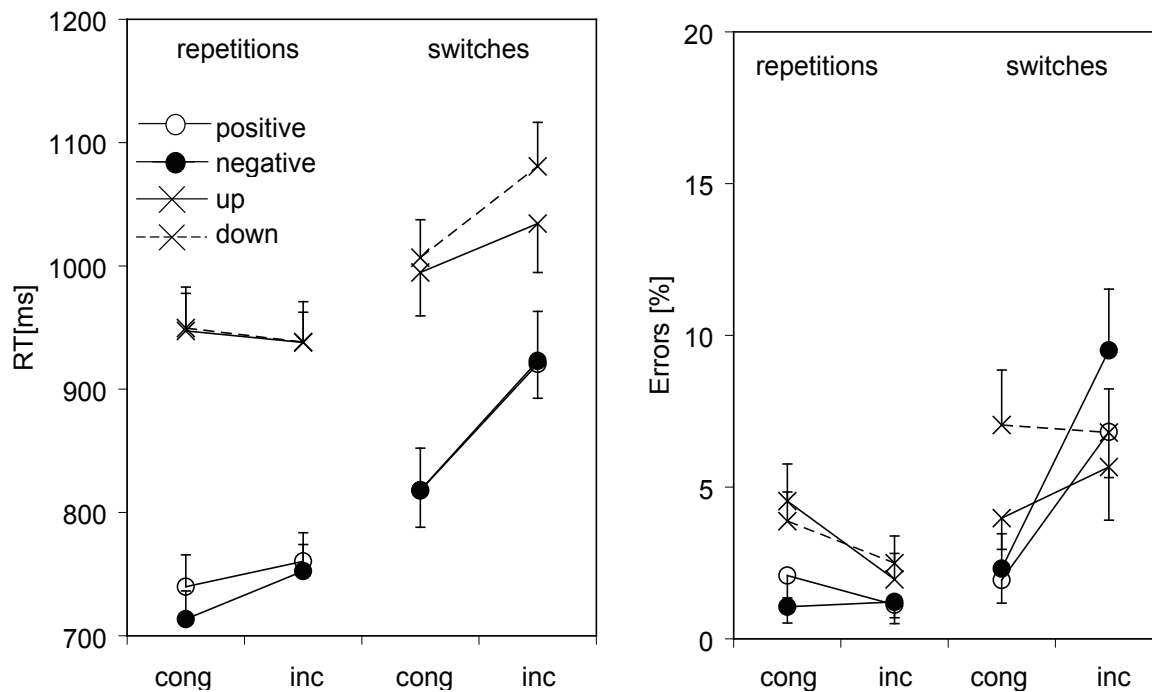 1200
1100
1000
900
800
700
RT[ms]
repetitions
switches
positive
negative
up
down
cong
inc
cong
inc
20
15
10
5
0
Errors [%]
repetitions
switches
cong
inc
cong
inc